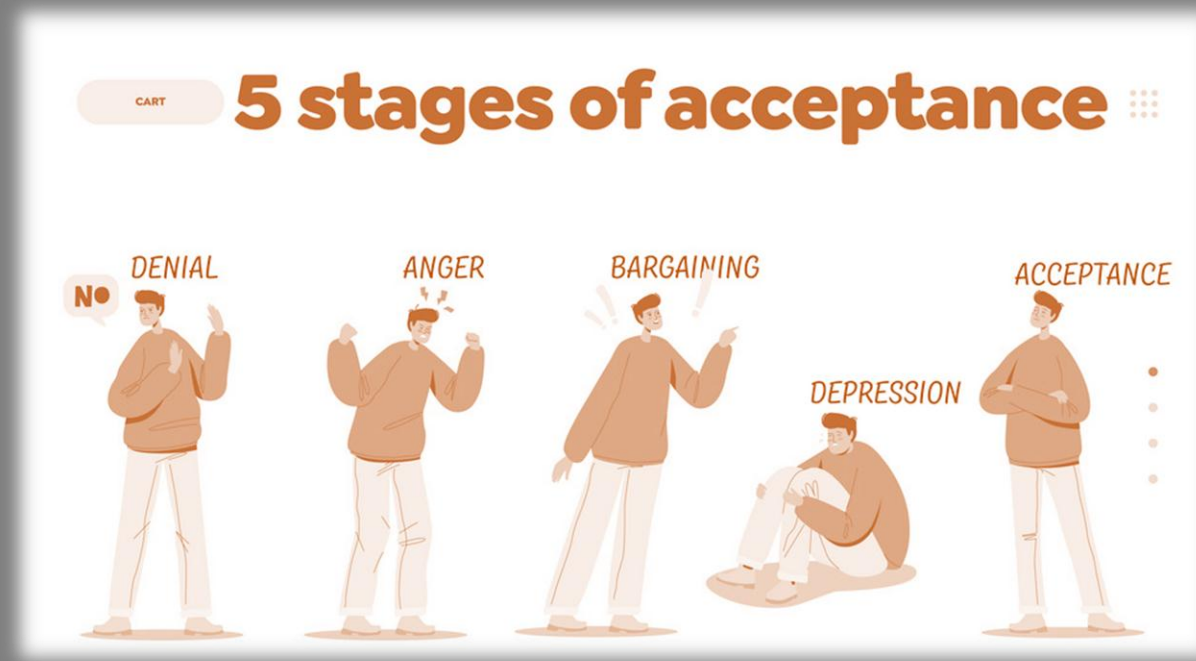 CART
5 stages of acceptance
DENIAL
NO
ANGER
BARGAINING
DEPRESSION
ACCEPTANCE